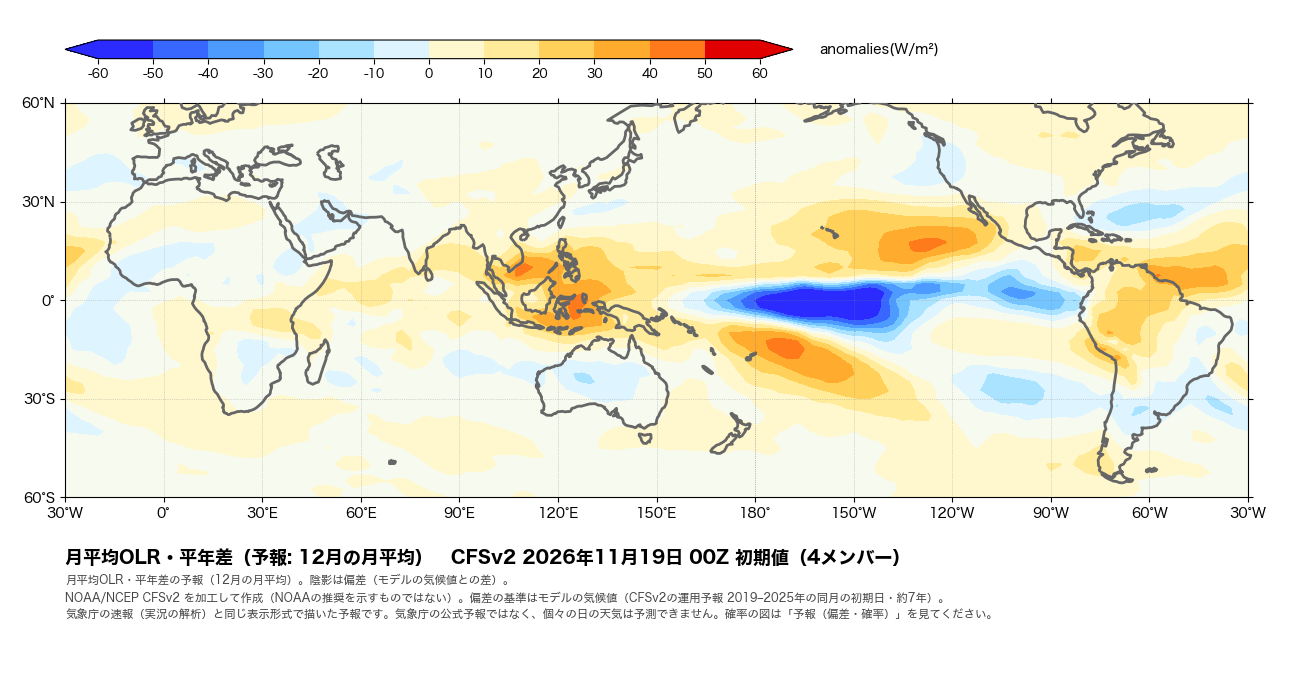 anomalies(W/m²)
-60 -50 -40 -30 -20 -10 0 10 20 30 40 50 60
60°N
30°N
0°
30°S
60°S
30°W 0° 30°E 60°E 90°E 120°E 150°E 180° 150°W 120°W 90°W 60°W 30°W
月平均OLR・平年差（予報: 12月の月平均） CFSv2 2026年11月19日 00Z 初期値（4メンバー）
月平均OLR・平年差の予報（12月の月平均）。陰影は偏差（モデルの気候値との差）。
NOAA/NCEP CFSv2 を加工して作成（NOAAの推奨を示すものではない）。偏差の基準はモデルの気候値（CFSv2の運用予報 2019–2025年の同月の初期日・約7年）。
気象庁の速報（実況の解析）と同じ表示形式で描いた予報です。気象庁の公式予報ではなく、個々の日の天気は予測できません。確率の図は「予報（偏差・確率）」を見てください。